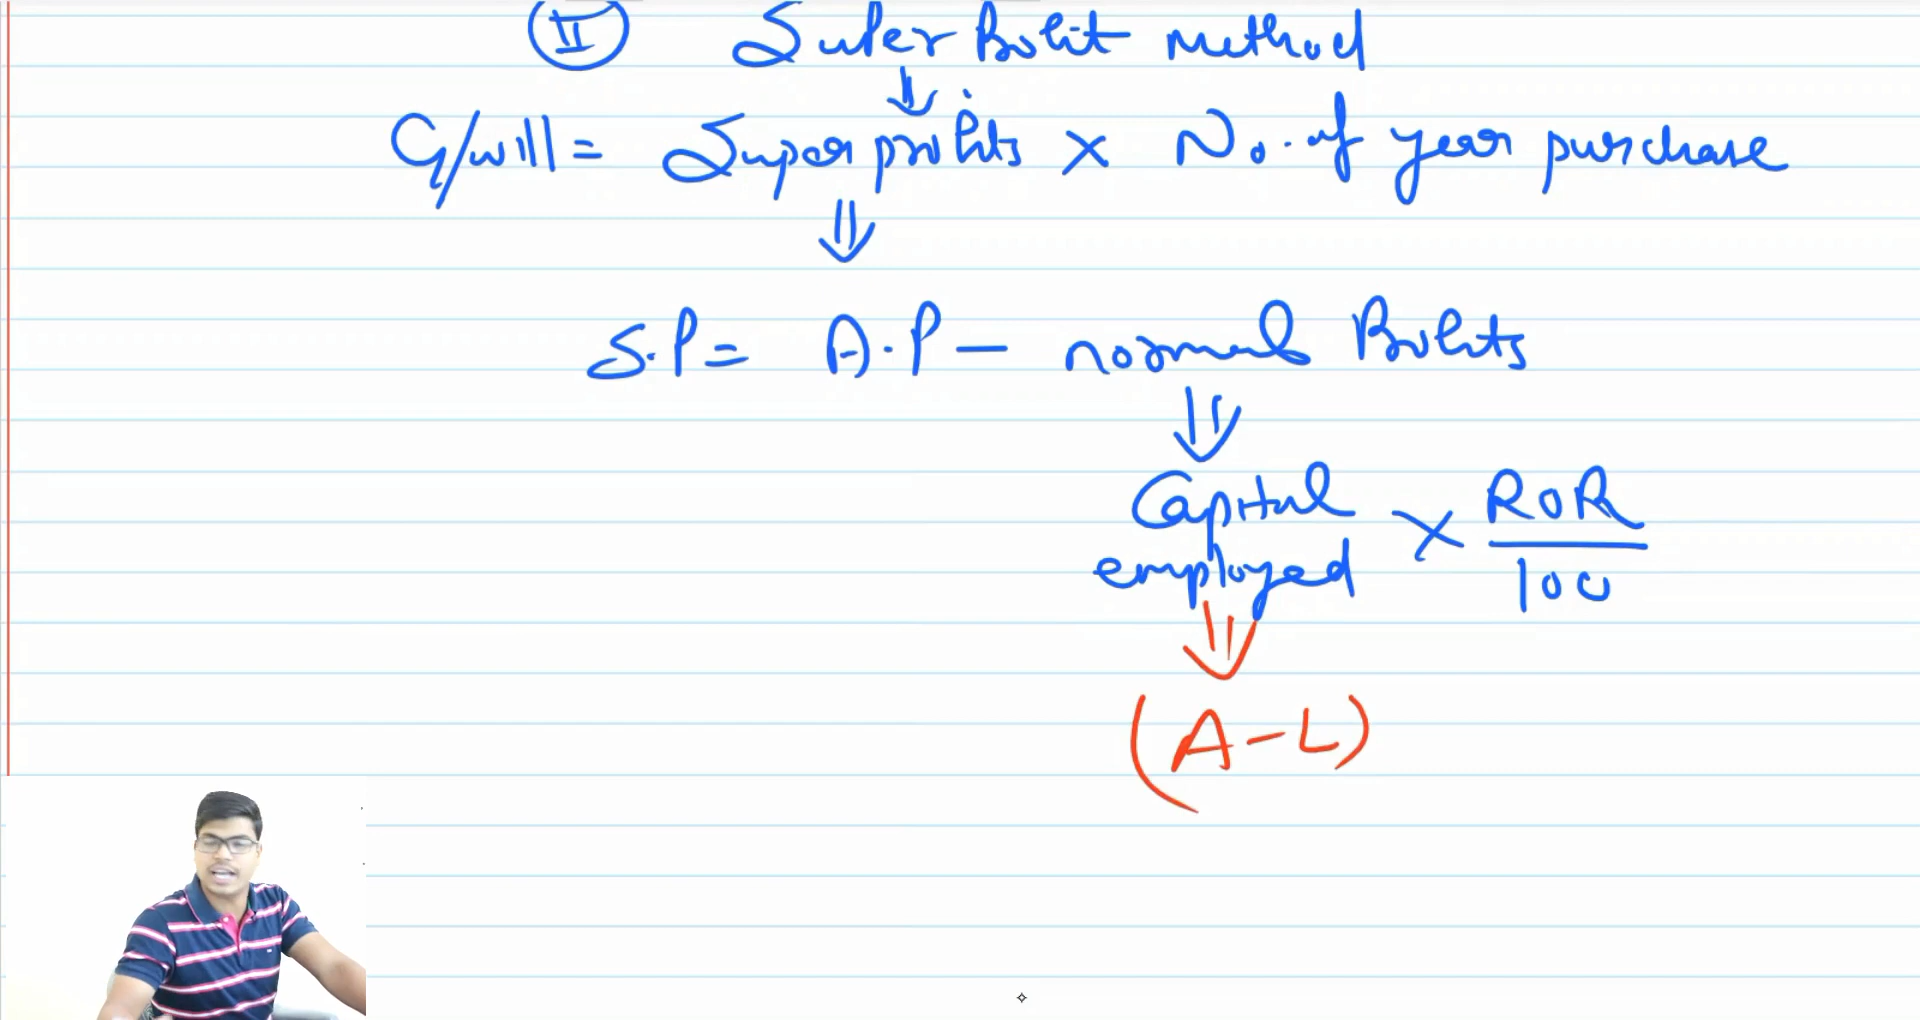 II Super Profit method
G/will = Super profits × No. of year purchase
S.P = A.P – normal Profits
Capital employed × ROR/100
(A – L)